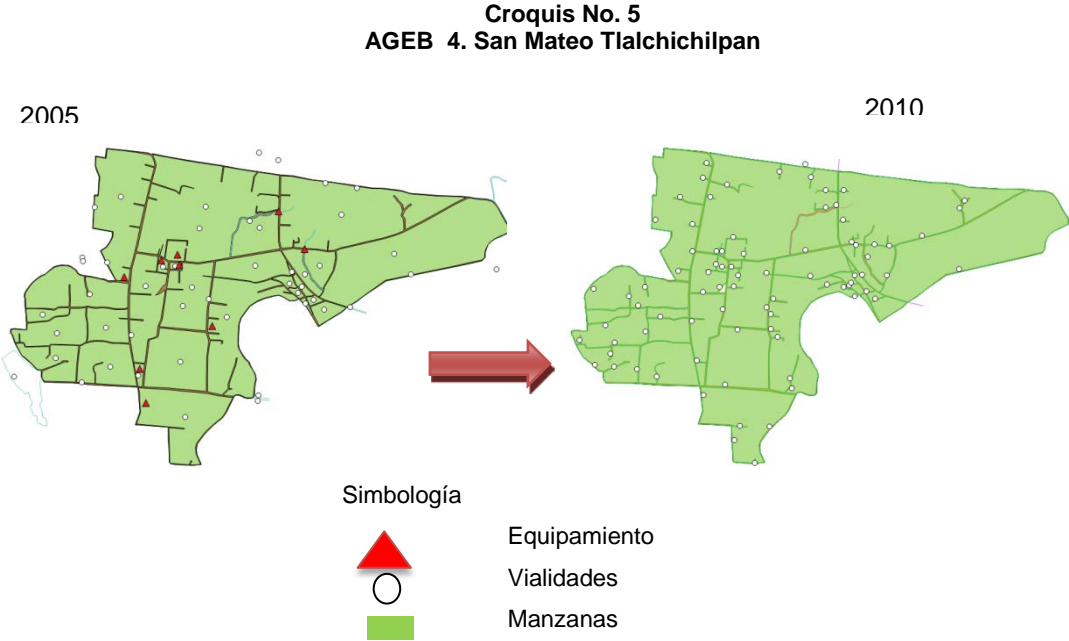 Croquis No. 5
AGEB 4. San Mateo Tlalchichilpan
2005
2010
Simbología
Equipamiento
Vialidades
Manzanas